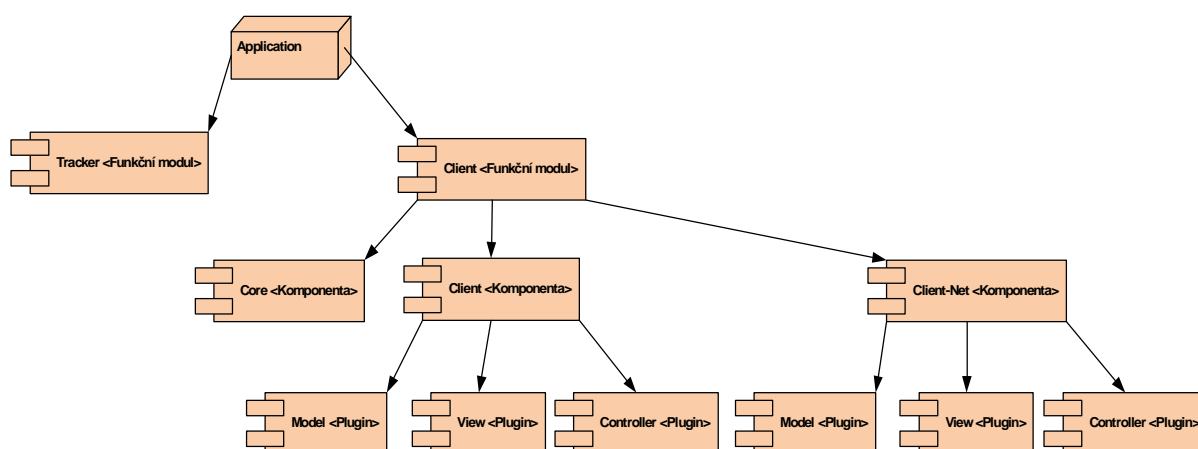 Application
Tracker <Funkční modul>
Client <Funkční modul>
Core <Komponenta>
Client <Komponenta>
Client-Net <Komponenta>
Model <Plugin>
View <Plugin>
Controller <Plugin>
Model <Plugin>
View <Plugin>
Controller <Plugin>